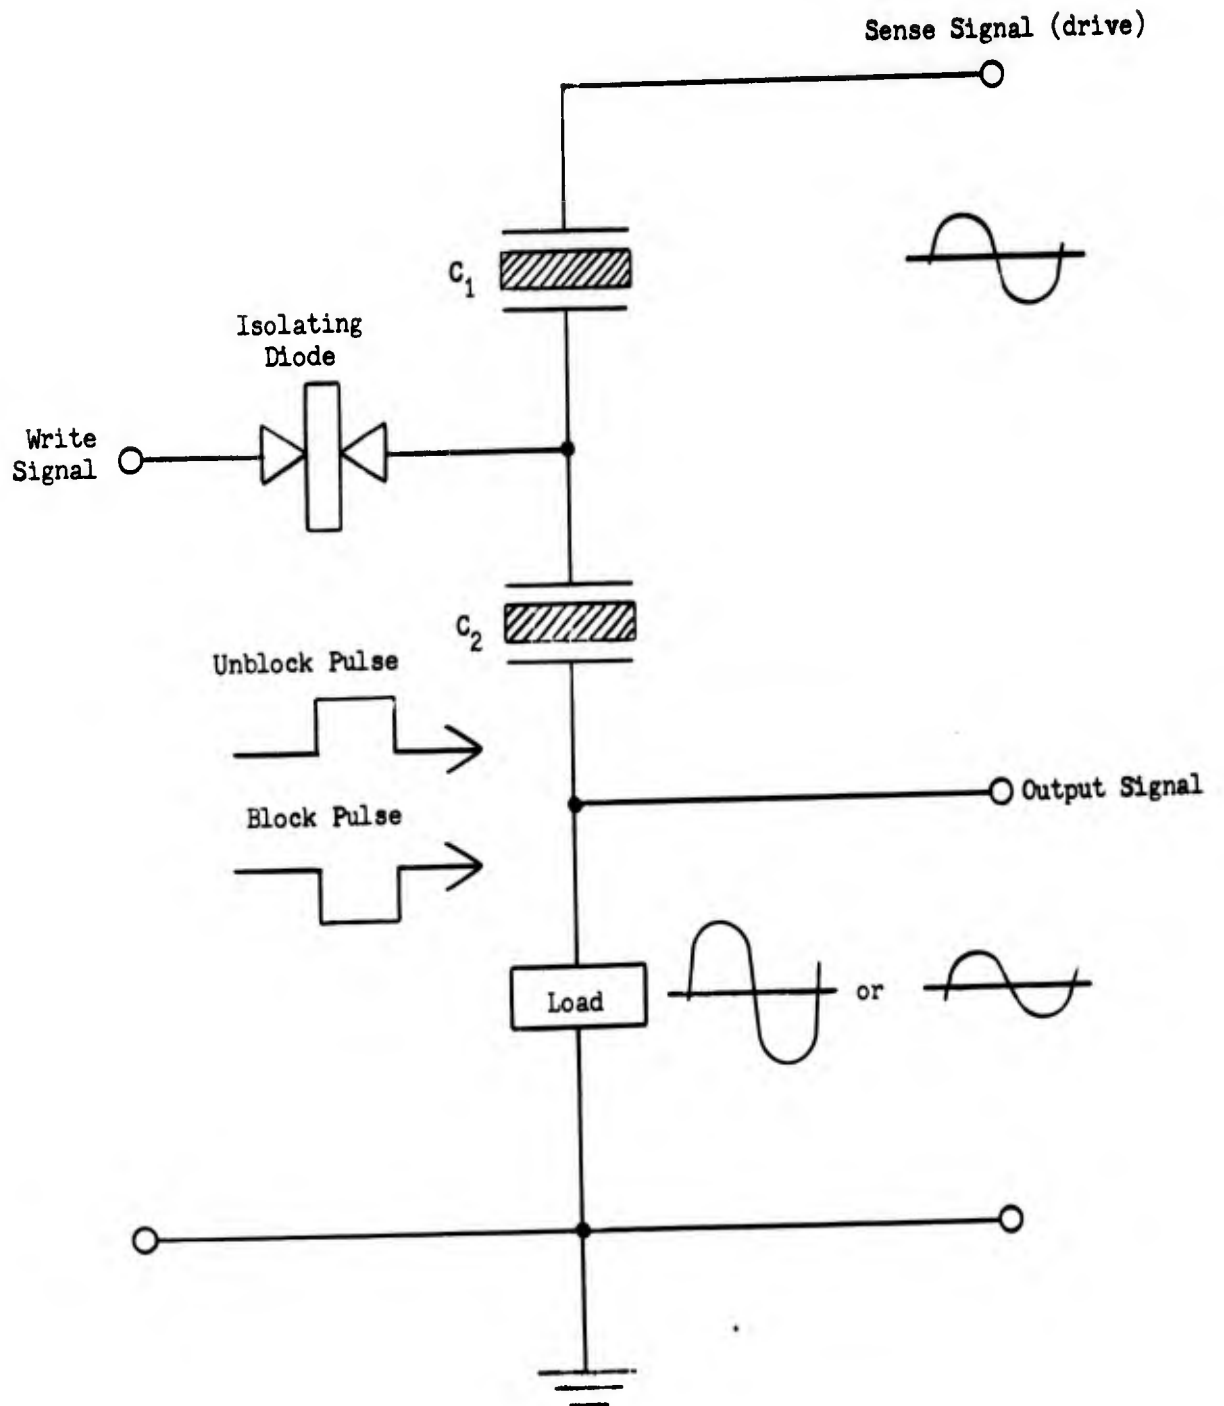 Sense Signal (drive)
C1
Isolating
Diode
Write
Signal
C2
Unblock Pulse
Output Signal
Block Pulse
Load
or